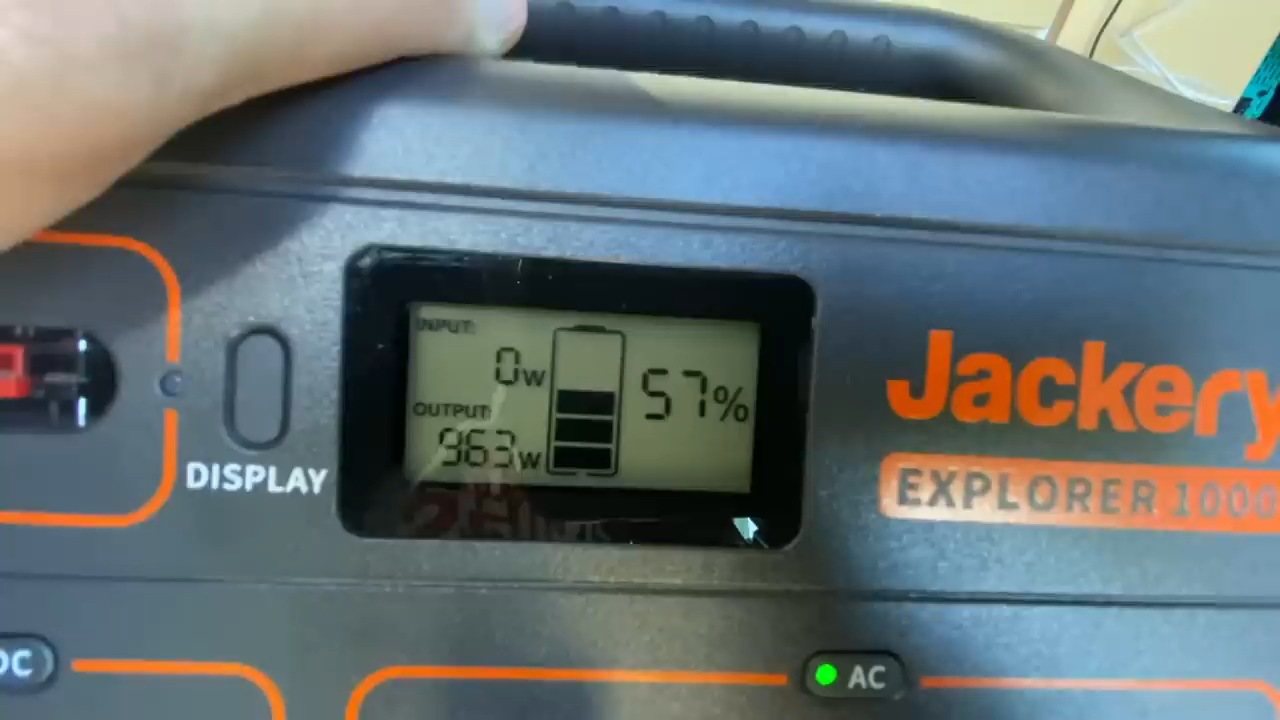 INPUT:
0w
OUTPUT:
963w
57%
DISPLAY
Jackery
EXPLORER 1000
DC
AC